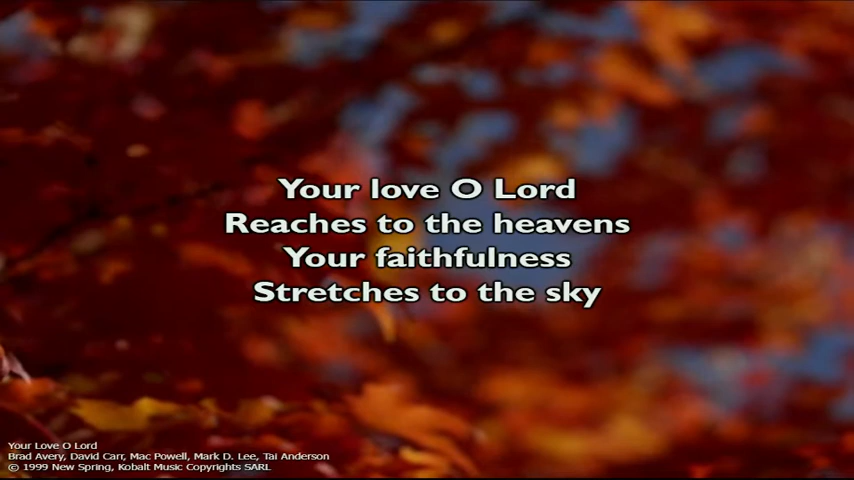 Your love O Lord
Reaches to the heavens
Your faithfulness
Stretches to the sky
Your Love O Lord
Brad Avery, David Carr, Mac Powell, Mark D. Lee, Tai Anderson
© 1999 New Spring, Kobalt Music Copyrights SARL